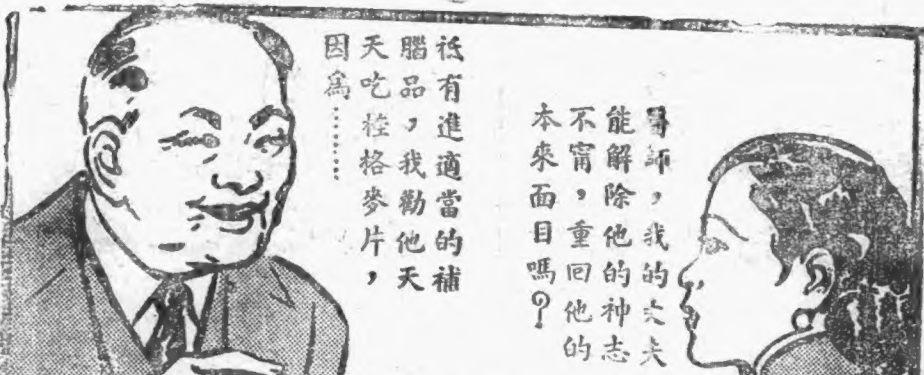 醫師，我的丈夫
能解除他的神志
不甯，重回他的
本來面目嗎？
祗有進適當的補
腦品，我勸他天
天吃桂格麥片，
因為⋯⋯